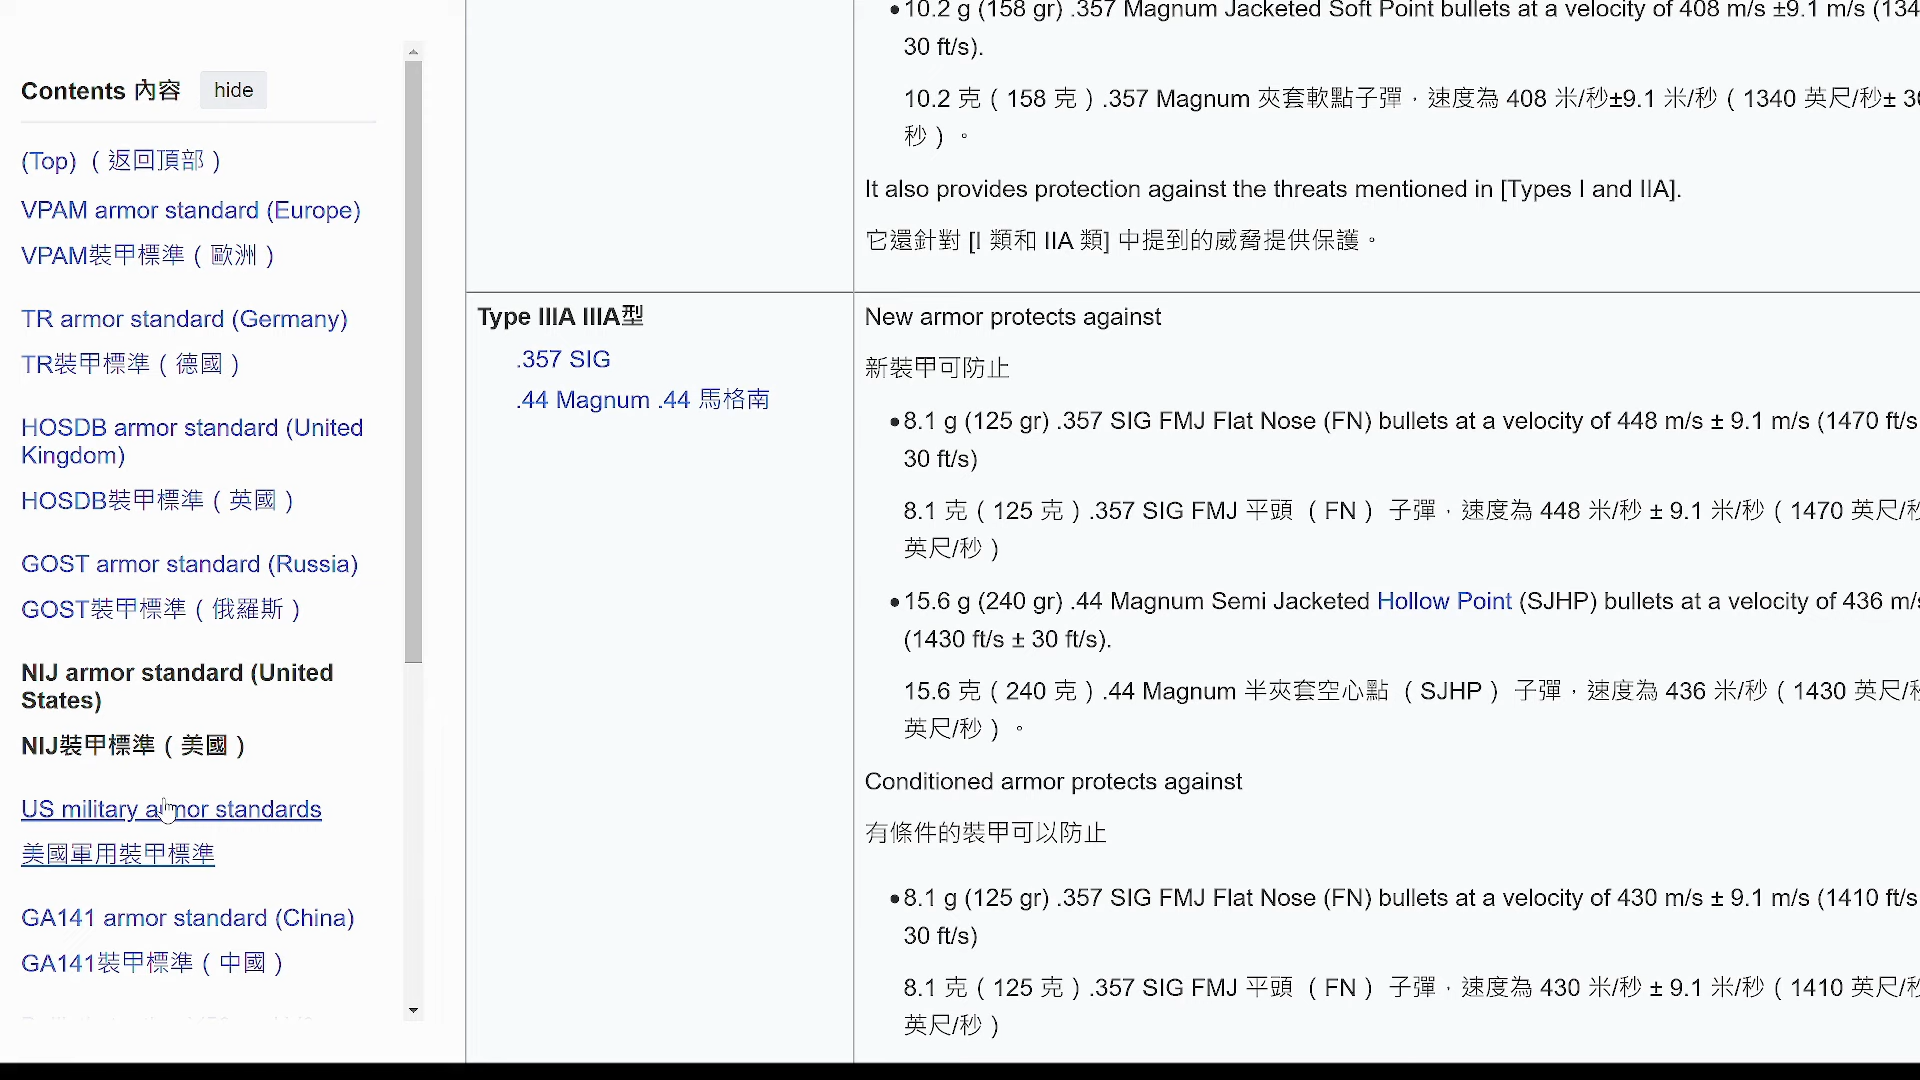 Contents 內容 hide
(Top) （返回頂部）
VPAM armor standard (Europe)
VPAM裝甲標準（歐洲）
TR armor standard (Germany)
TR裝甲標準（德國）
HOSDB armor standard (United
Kingdom)
HOSDB裝甲標準（英國）
GOST armor standard (Russia)
GOST裝甲標準（俄羅斯）
NIJ armor standard (United
States)
NIJ裝甲標準（美國）
US military armor standards
美國軍用裝甲標準
GA141 armor standard (China)
GA141裝甲標準（中國）
•10.2 g (158 gr) .357 Magnum Jacketed Soft Point bullets at a velocity of 408 m/s ±9.1 m/s (134
30 ft/s).
10.2 克（158 克）.357 Magnum 夾套軟點子彈，速度為 408 米/秒±9.1 米/秒（1340 英尺/秒± 30
秒）。
It also provides protection against the threats mentioned in [Types I and IIA].
它還針對 [I 類和 IIA 類] 中提到的威脅提供保護。
Type IIIA IIIA型
.357 SIG
.44 Magnum .44 馬格南
New armor protects against
新裝甲可防止
•8.1 g (125 gr) .357 SIG FMJ Flat Nose (FN) bullets at a velocity of 448 m/s ± 9.1 m/s (1470 ft/s
30 ft/s)
8.1 克（125 克）.357 SIG FMJ 平頭 （FN） 子彈，速度為 448 米/秒 ± 9.1 米/秒（1470 英尺/秒
英尺/秒）
•15.6 g (240 gr) .44 Magnum Semi Jacketed Hollow Point (SJHP) bullets at a velocity of 436 m/s
(1430 ft/s ± 30 ft/s).
15.6 克（240 克）.44 Magnum 半夾套空心點 （SJHP） 子彈，速度為 436 米/秒（1430 英尺/秒
英尺/秒）。
Conditioned armor protects against
有條件的裝甲可以防止
•8.1 g (125 gr) .357 SIG FMJ Flat Nose (FN) bullets at a velocity of 430 m/s ± 9.1 m/s (1410 ft/s
30 ft/s)
8.1 克（125 克）.357 SIG FMJ 平頭 （FN） 子彈，速度為 430 米/秒 ± 9.1 米/秒（1410 英尺/秒
英尺/秒）